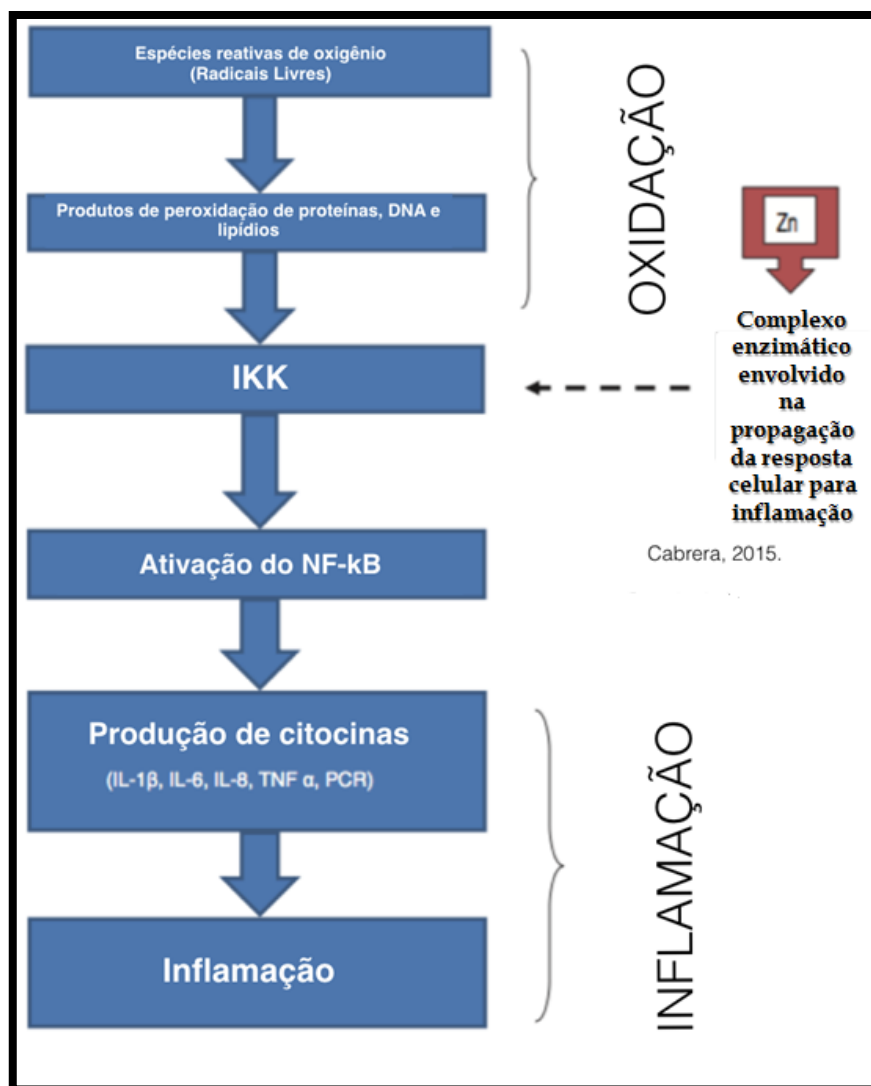 Espécies reativas de oxigênio
(Radicais Livres)
Produtos de peroxidação de proteínas, DNA e
lipídios
OXIDAÇÃO
Zn
Complexo
enzimático
envolvido
na
propagação
da resposta
celular para
inflamação
IKK
Cabrera, 2015.
Ativação do NF-kB
Produção de citocinas
(IL-1β, IL-6, IL-8, TNF α, PCR)
INFLAMAÇÃO
Inflamação